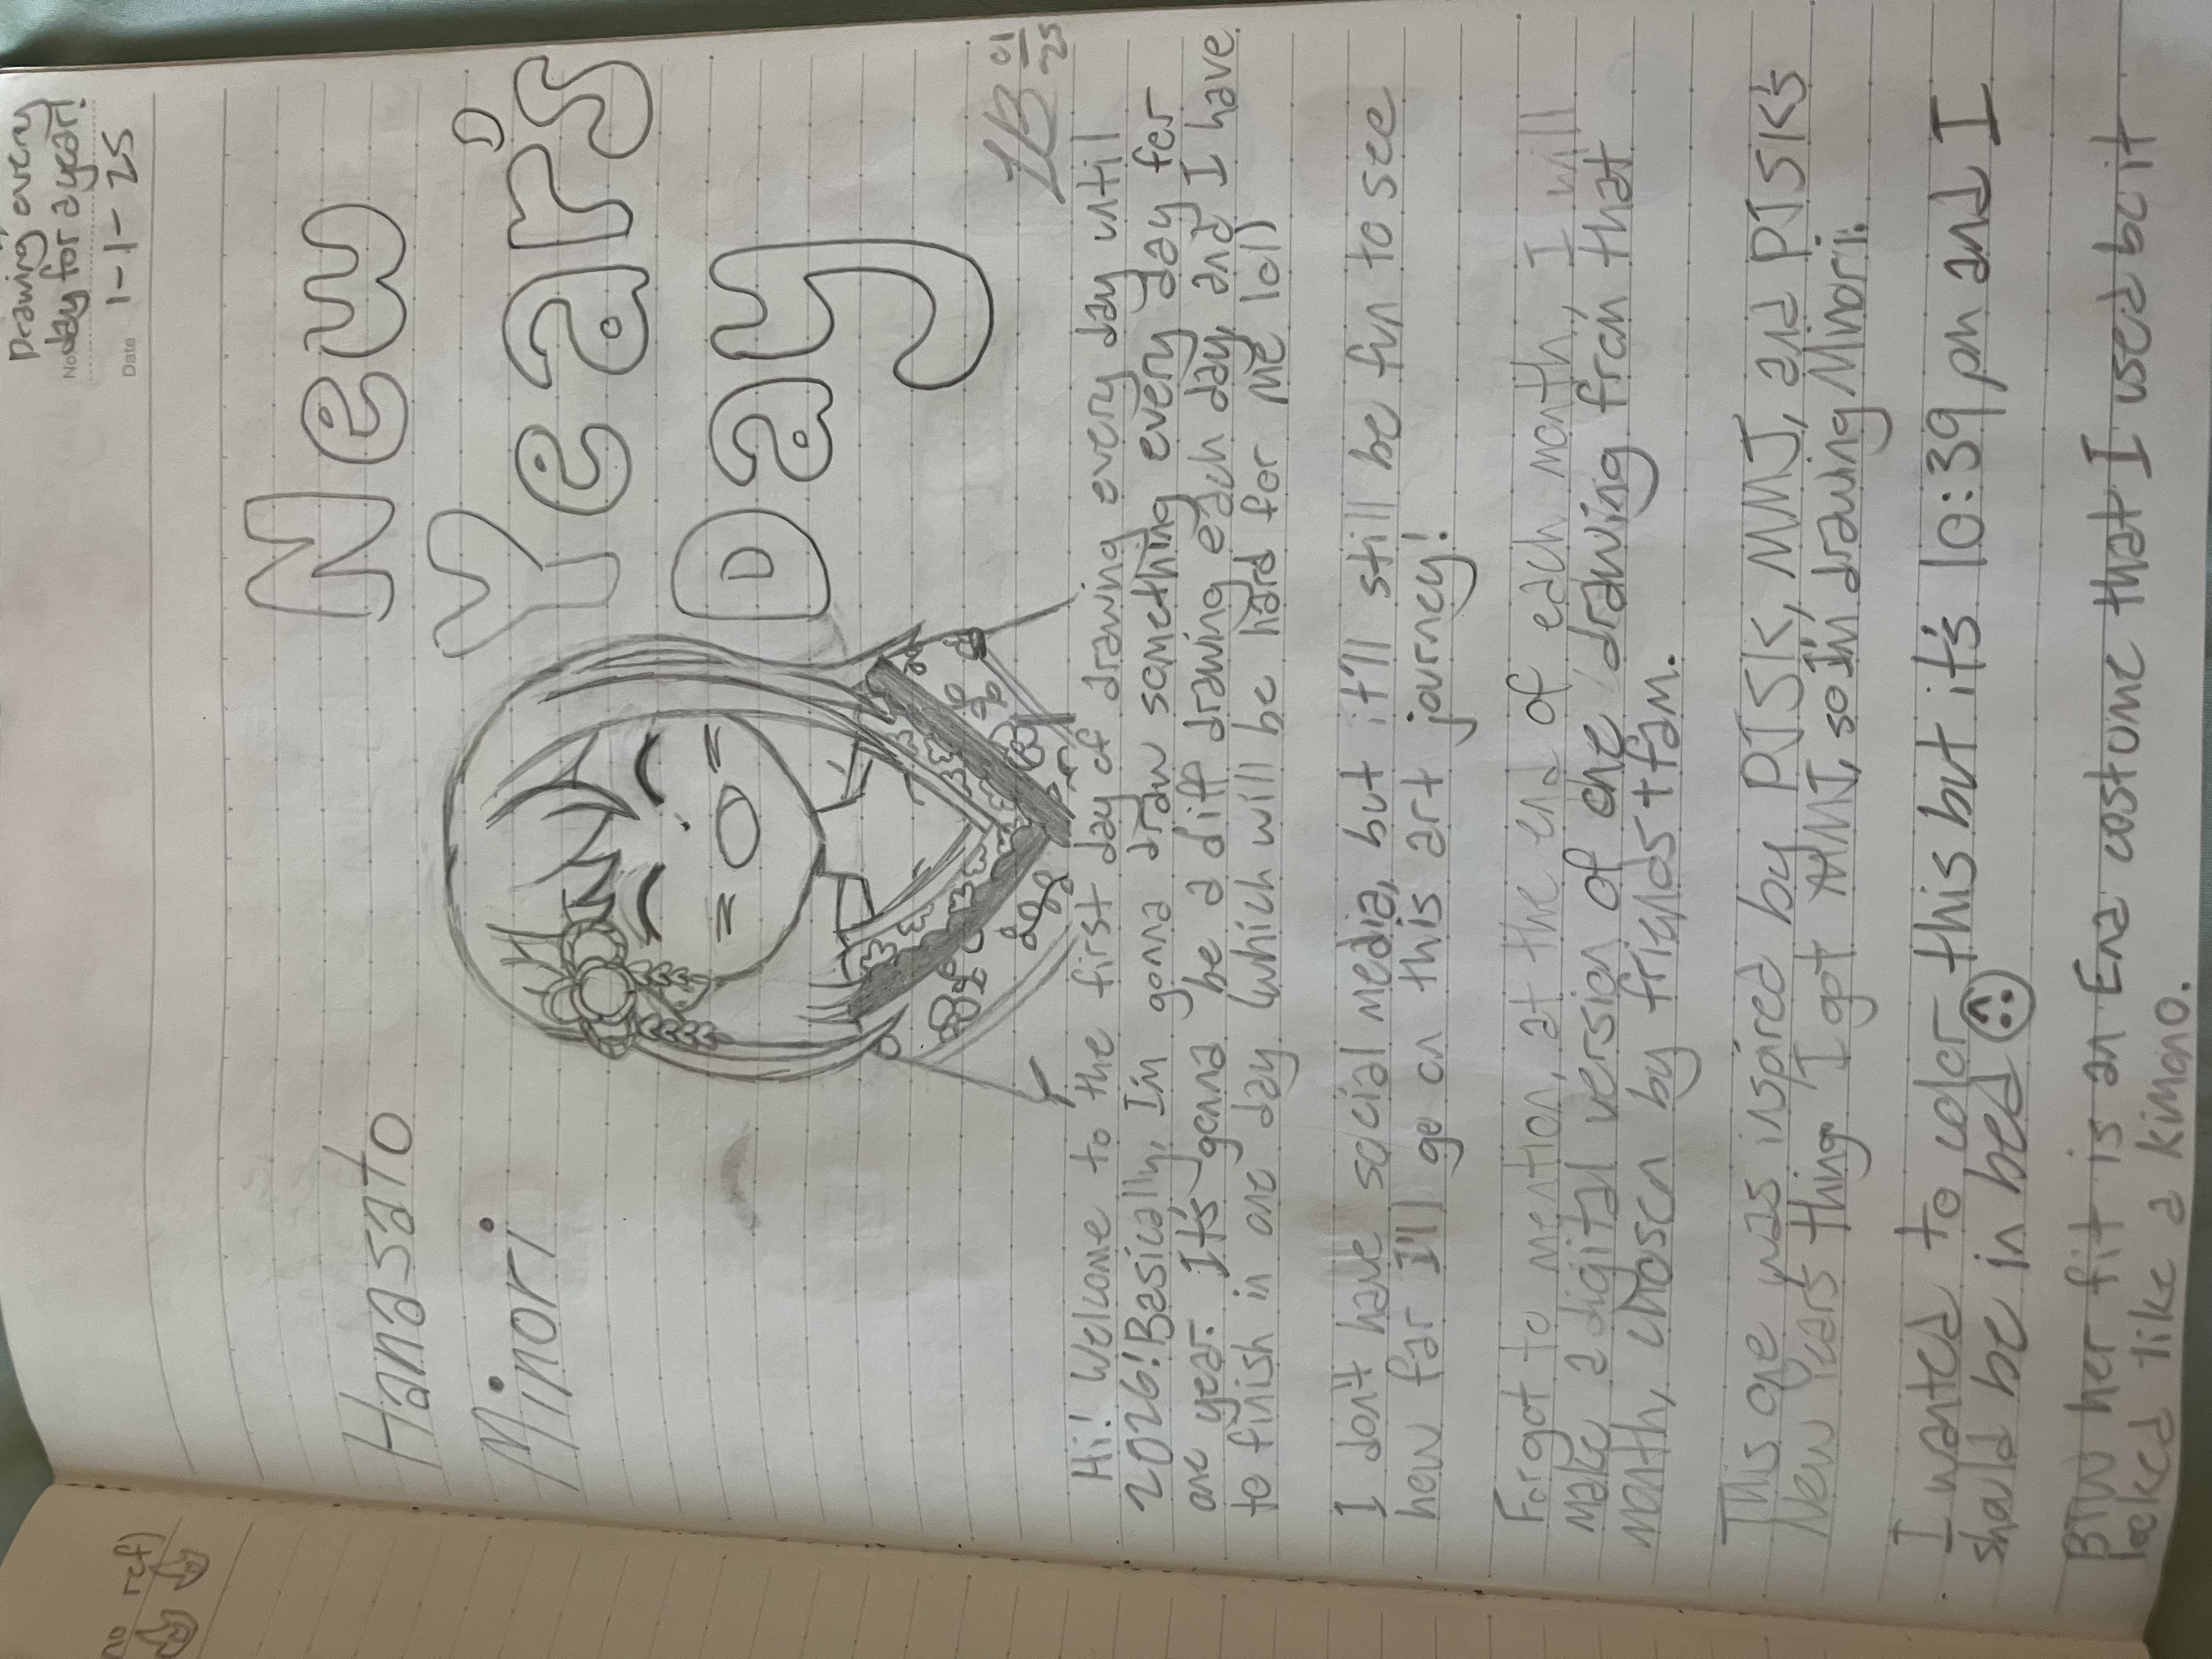 no ref)
Drawing every
No. day for a year!
Date 1-1-25
Hanasato
Minori
New
Year's
Day
01
25
Hi! Welcome to the first day of drawing every day until
2026! Basically, I'm gonna draw something every day for
one year. It's gonna be a diff drawing each day, and I have
to finish in one day (which will be hard for me lol)
I don't have social media, but it'll still be fun to see
how far I'll go on this art journey!
Forgot to mention, at the end of each month, I will
make a digital version of one drawing from that
month, chosen by friends + fam.
This one was inspired by PJSK, MMJ, and PJSK's
New Years thing. I got MMJ, so I'm drawing Minori.
I wanted to color this but it's 10:39 pm and I
should be in bed
BTW her fit is an Ena costume that I used bc it
looked like a kimono.